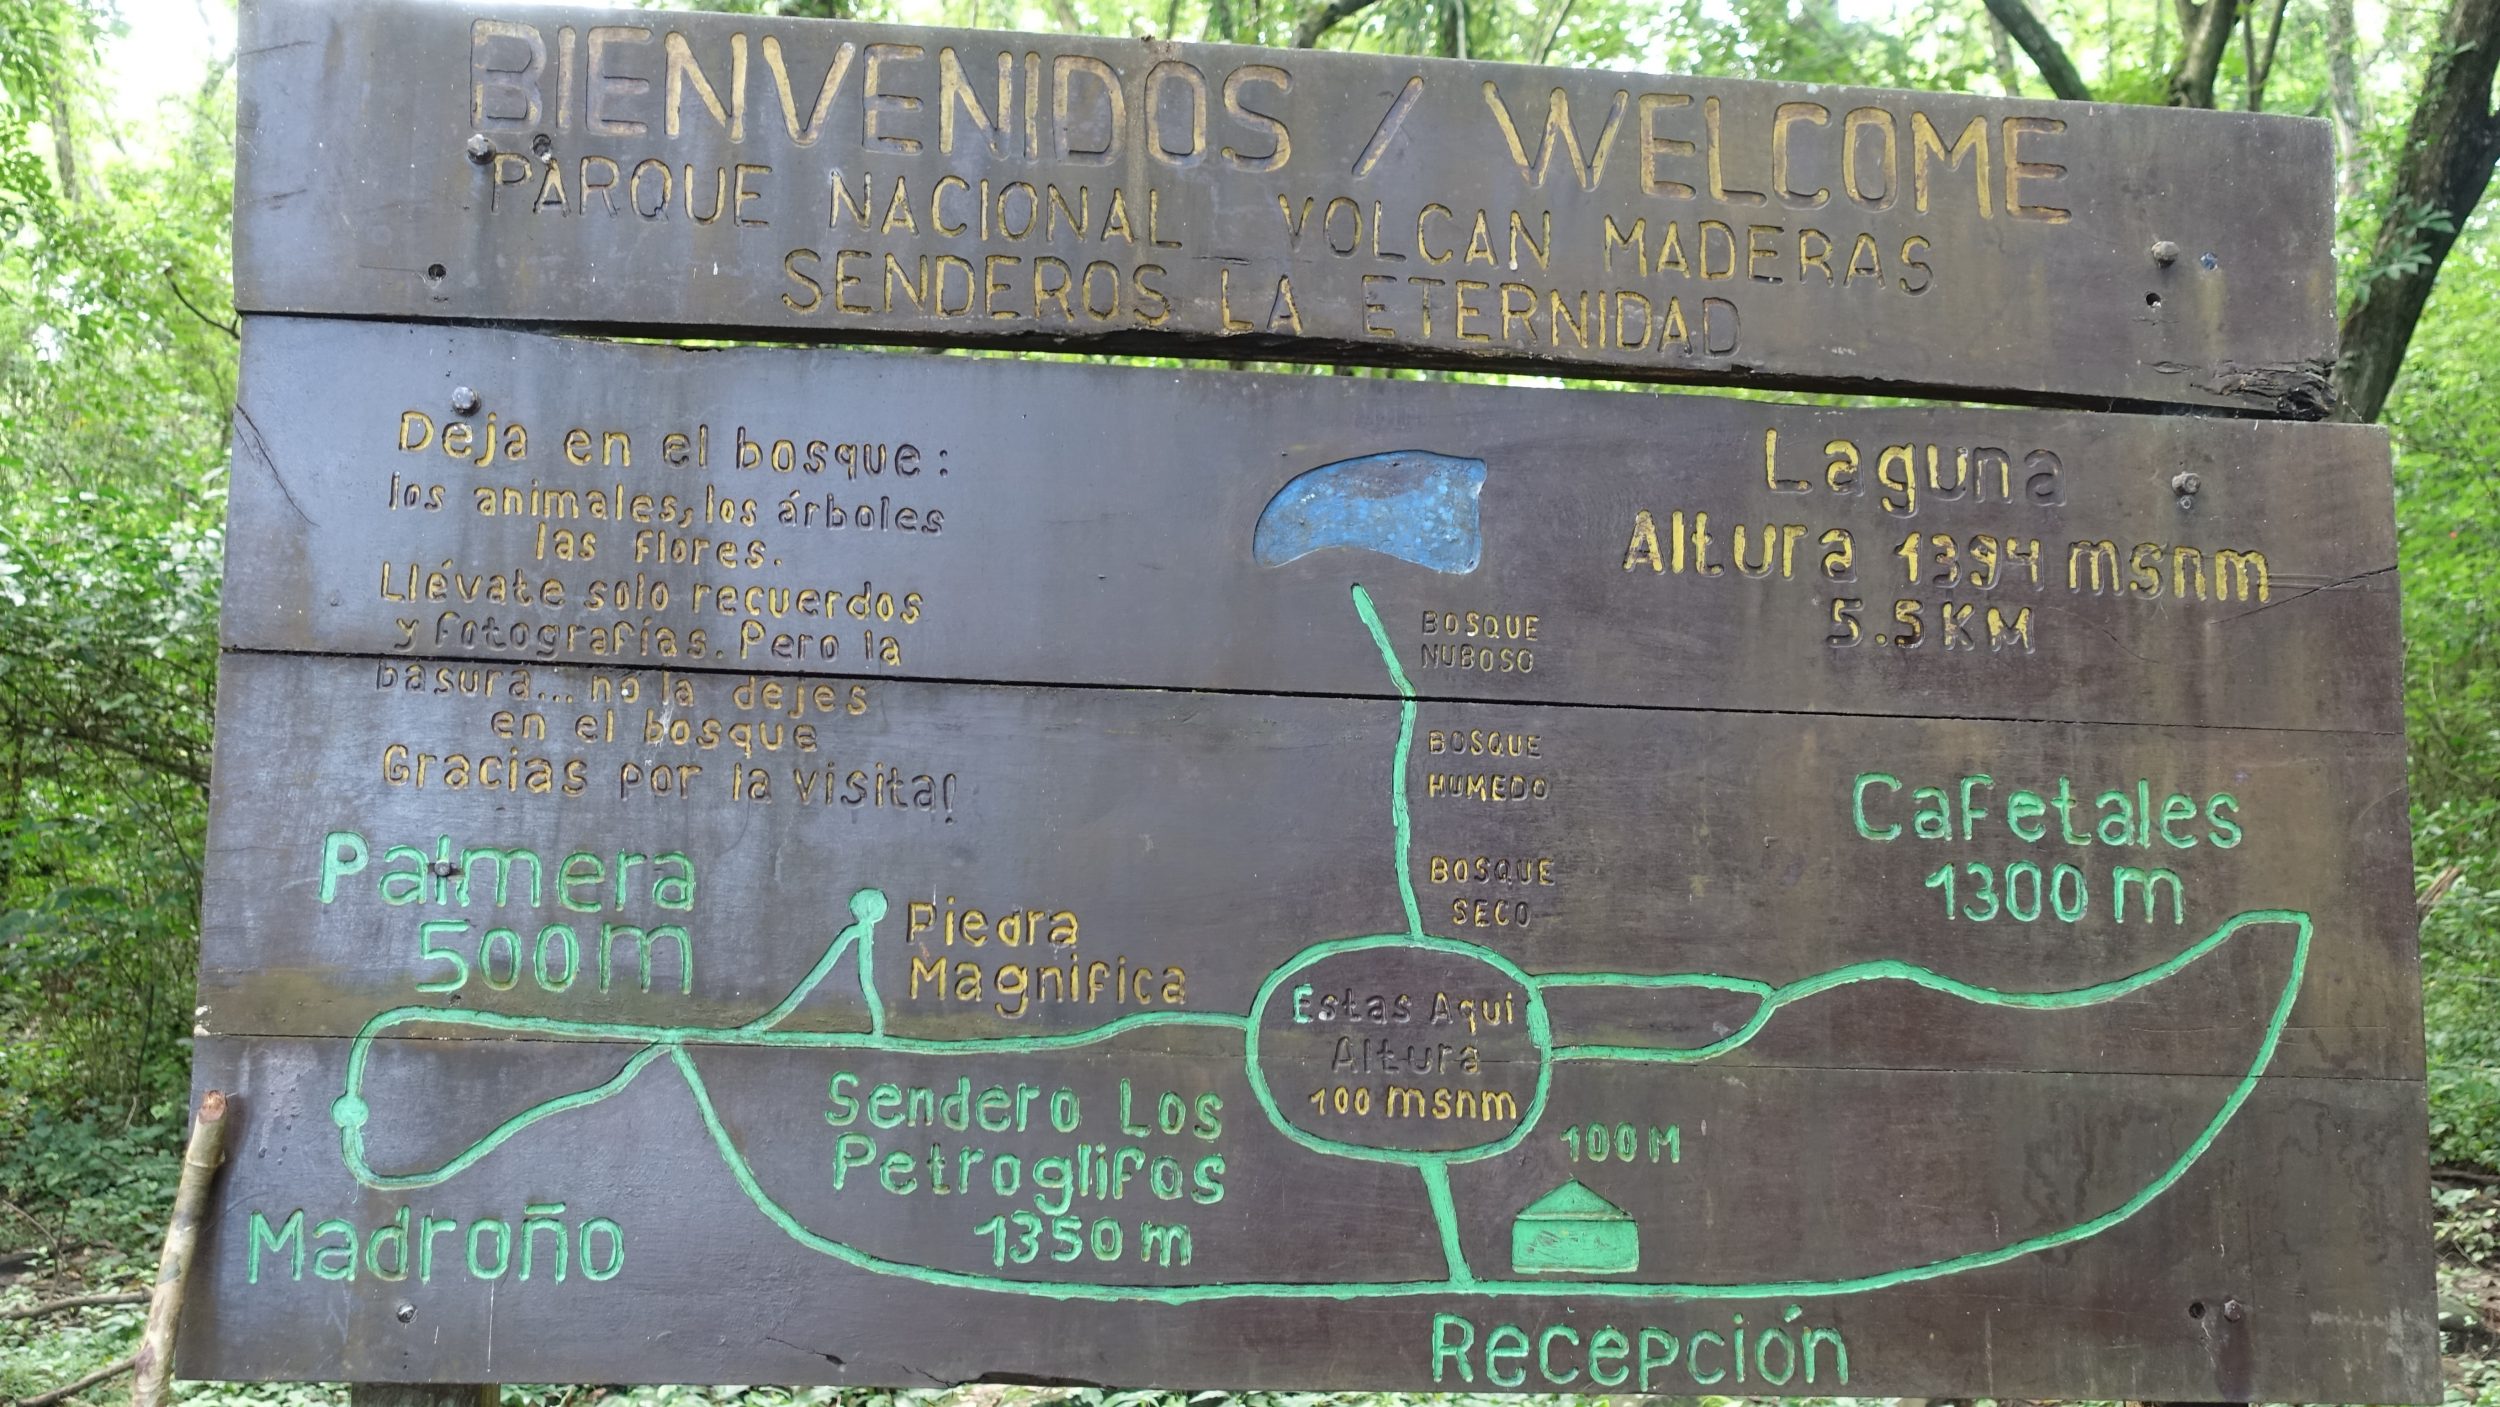 BIENVENIDOS / WELCOME
PARQUE NACIONAL VOLCAN MADERAS
SENDEROS LA ETERNIDAD
Deja en el bosque:
los animales, los árboles
las flores.
Llévate solo recuerdos
y fotografías. Pero la
basura... no la dejes
en el bosque
Gracias por la visita!
Laguna
Altura 1394 msnm
5.5 KM
BOSQUE
NUBOSO
BOSQUE
HUMEDO
BOSQUE
SECO
Cafetales
1300 m
Palmera
500 m
Piedra
Magnifica
Estas Aqui
Altura
100 msnm
Sendero Los
Petroglifos
1350 m
100 M
Madroño
Recepción